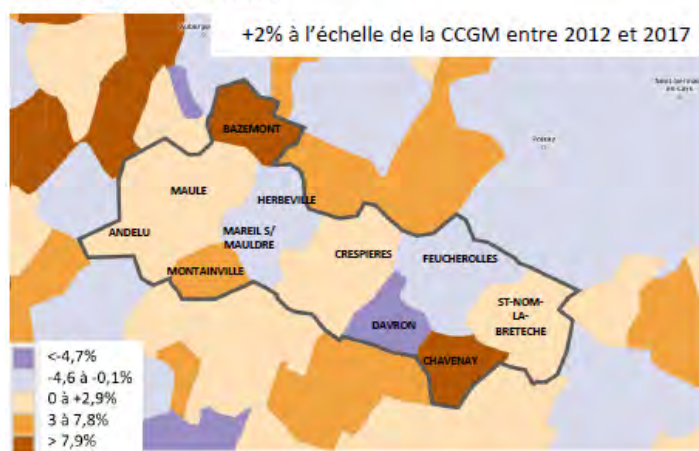 +2% à l'échelle de la CCGM entre 2012 et 2017
BAZEMONT
MAULE
HERBEVILLE
ANDELU
MAREIL S/
MAULDRE
CRESPIERES
FEUCHEROLLES
MONTAINVILLE
ST-NOM-
LA-
BRETECHE
DAVRON
CHAVENAY
<-4,7%
-4,6 à -0,1%
0 à +2,9%
3 à 7,8%
> 7,9%